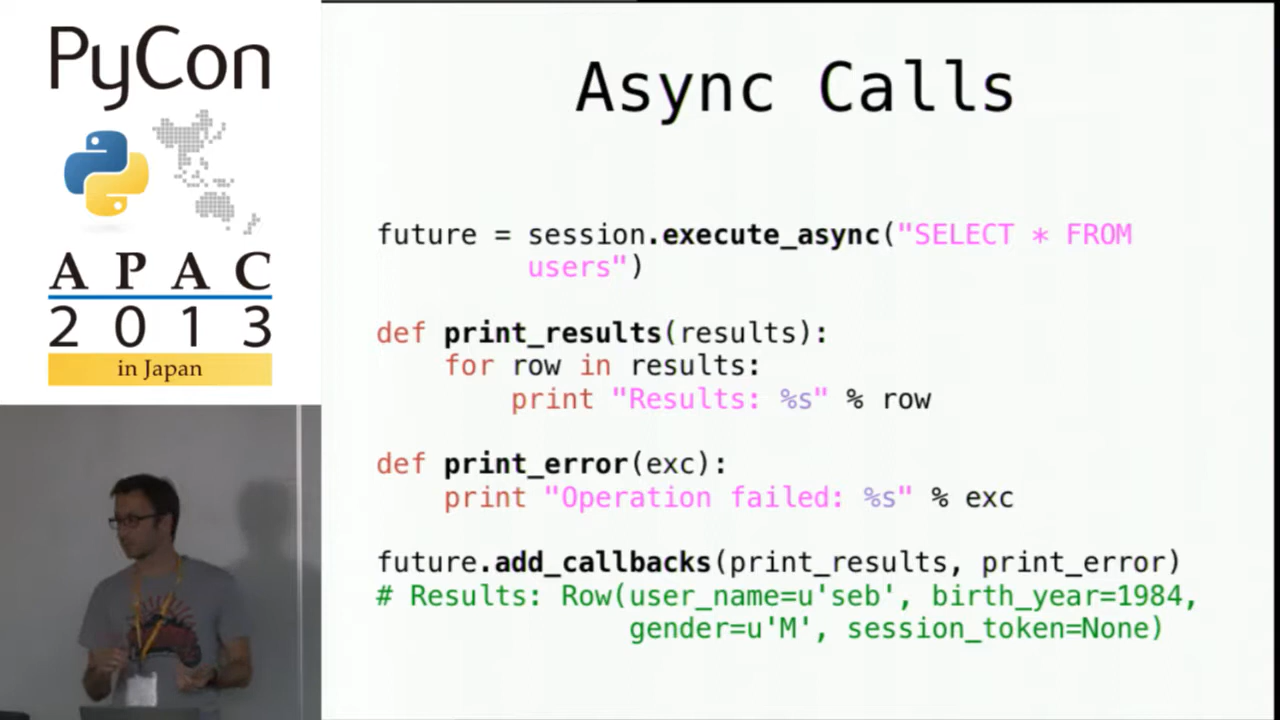 PyCon
APAC
2013
in Japan
Async Calls
future = session.execute_async("SELECT * FROM
users")
def print_results(results):
for row in results:
print "Results: %s" % row
def print_error(exc):
print "Operation failed: %s" % exc
future.add_callbacks(print_results, print_error)
# Results: Row(user_name=u'seb', birth_year=1984,
gender=u'M', session_token=None)